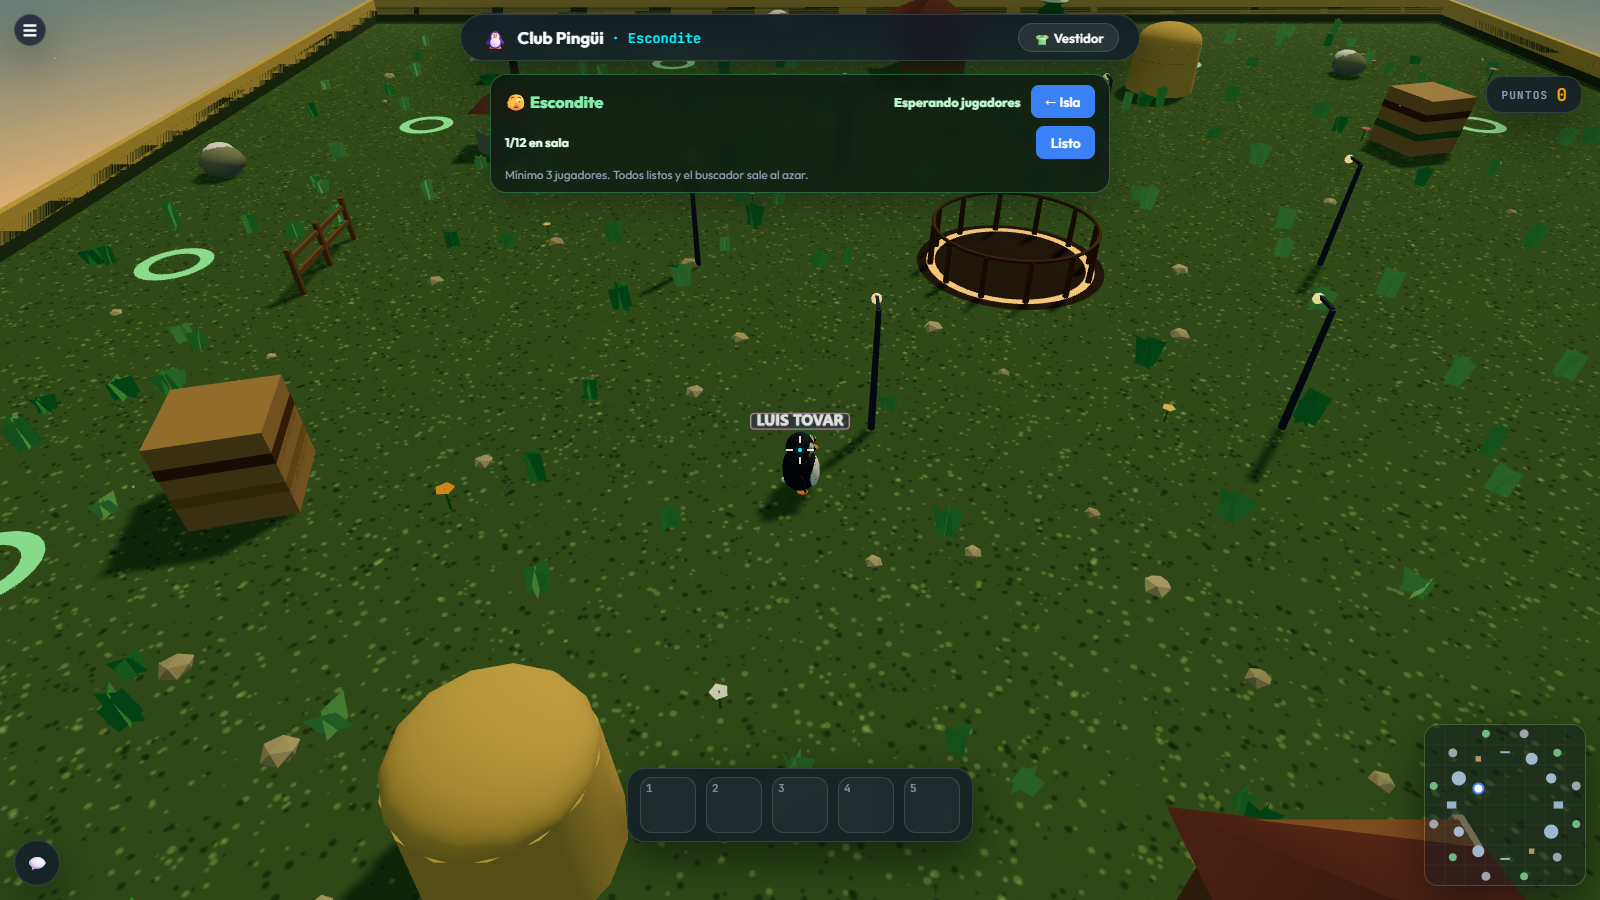 Club Pingüi · Escondite
Vestidor
Escondite
Esperando jugadores
← Isla
1/12 en sala
Listo
Mínimo 3 jugadores. Todos listos y el buscador sale al azar.
PUNTOS 0
LUIS TOVAR
1 2 3 4 5